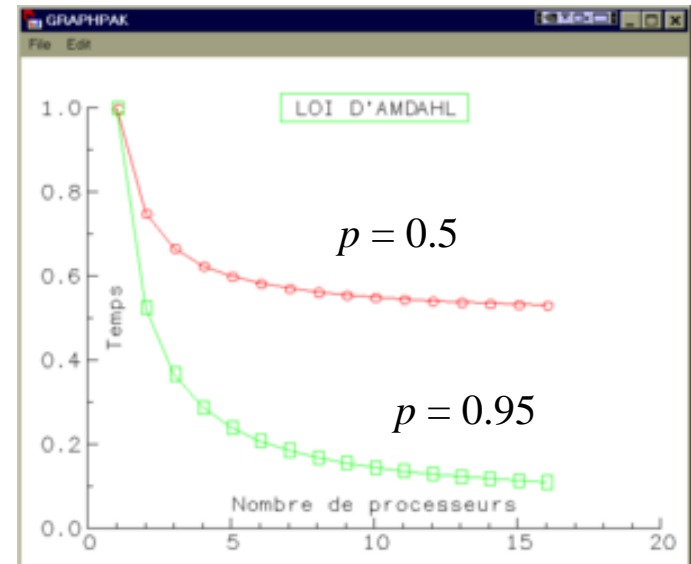 GRAPHPAK
File Edit
LOI D'AMDAHL
1.0
0.8
0.6
0.4
0.2
0.0
Temps
p = 0.5
p = 0.95
Nombre de processeurs
0 5 10 15 20